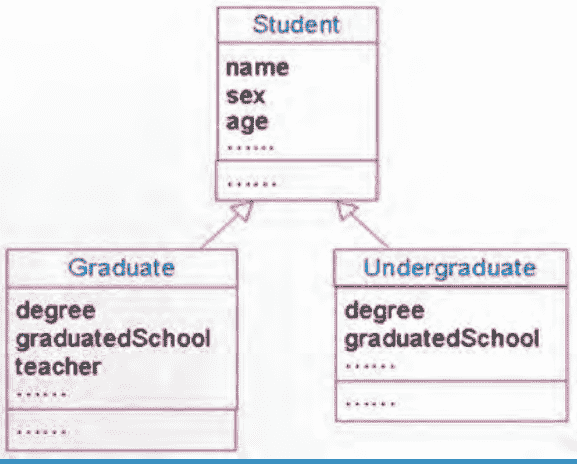 Student
name
sex
age
......
......
Graduate
degree
graduatedSchool
teacher
......
......
Undergraduate
degree
graduatedSchool
......
......